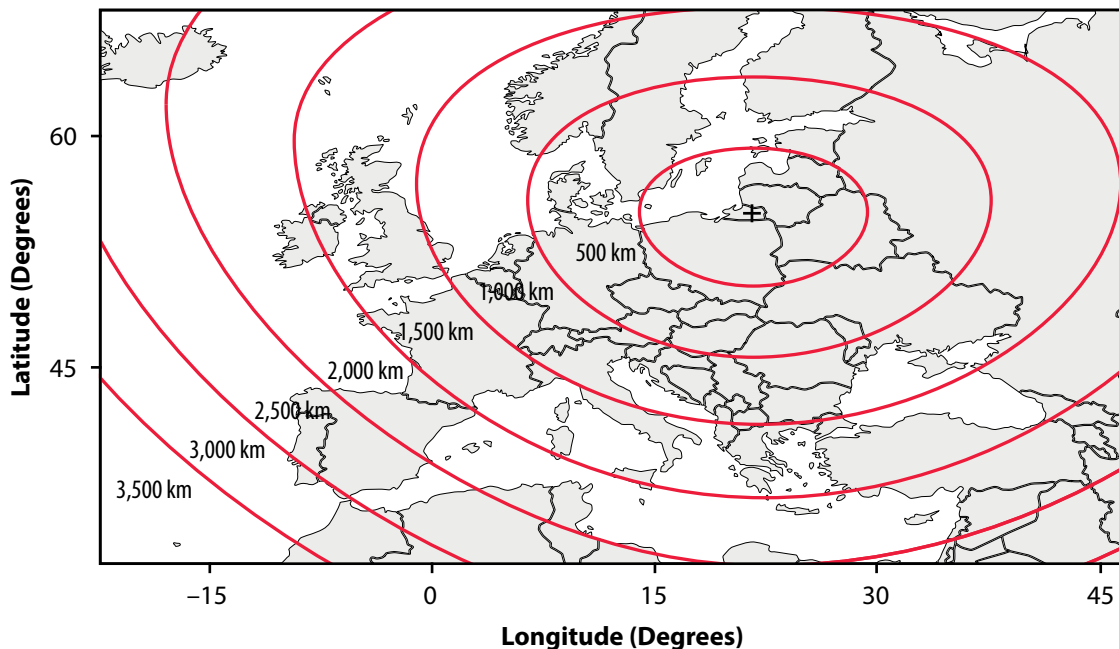 60
45
Latitude (Degrees)
500 km
1,000 km
1,500 km
2,000 km
2,500 km
3,000 km
3,500 km
−15
0
15
30
45
Longitude (Degrees)